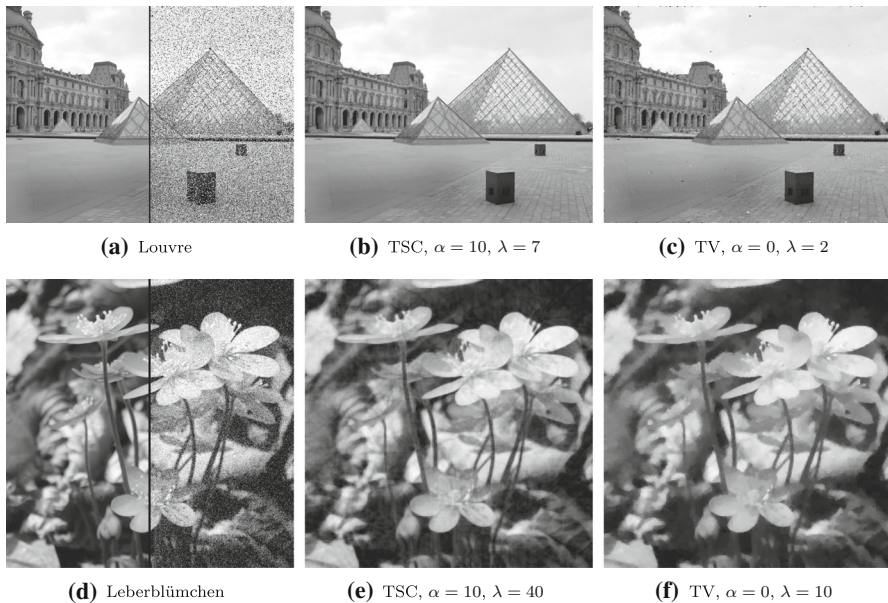 (a) Louvre
(b) TSC, α = 10, λ = 7
(c) TV, α = 0, λ = 2
(d) Leberblümchen
(e) TSC, α = 10, λ = 40
(f) TV, α = 0, λ = 10